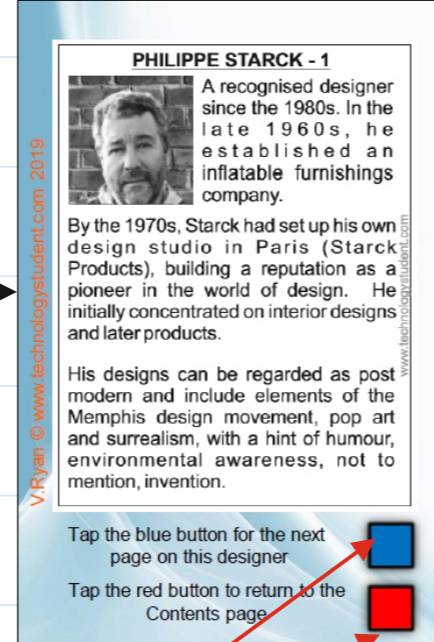 PHILIPPE STARCK - 1
A recognised designer
since the 1980s. In the
late 1960s, he
established an
inflatable furnishings
company.
By the 1970s, Starck had set up his own
design studio in Paris (Starck
Products), building a reputation as a
pioneer in the world of design. He
initially concentrated on interior designs
and later products.
His designs can be regarded as post
modern and include elements of the
Memphis design movement, pop art
and surrealism, with a hint of humour,
environmental awareness, not to
mention, invention.
www.technologystudent.com
V.Ryan © www.technologystudent.com 2019
Tap the blue button for the next
page on this designer
Tap the red button to return to the
Contents page